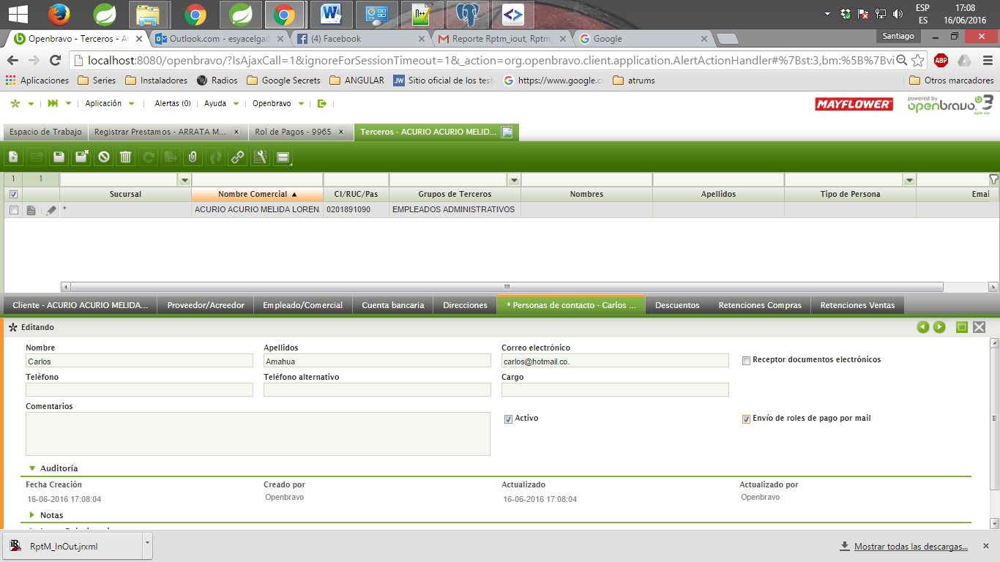 ESP 17:08
ES 16/06/2016
Openbravo - Terceros - AC
Outlook.com - esyacelga@
(4) Facebook
Reporte Rptm_iout, Rptm_
Google
Santiago
localhost:8080/openbravo/?IsAjaxCall=1&ignoreForSessionTimeout=1&_action=org.openbravo.client.application.AlertActionHandler#%7Bst:3,bm:%5B%7Bvi
ABP
Aplicaciones Series Instaladores Radios Google Secrets ANGULAR JW Sitio oficial de los test https://www.google.c atrums Otros marcadores
Aplicación Alertas (0) Ayuda Openbravo
MAYFLOWER
powered by
openbravo 3
agile erp
Espacio de Trabajo Registrar Prestamos - ARRATA M... x Rol de Pagos - 9965 x Terceros - ACURIO ACURIO MELID...
1 1
Sucursal Nombre Comercial CI/RUC/Pas Grupos de Terceros Nombres Apellidos Tipo de Persona Emai
* ACURIO ACURIO MELIDA LOREN. 0201891090 EMPLEADOS ADMINISTRATIVOS
Cliente - ACURIO ACURIO MELIDA... Proveedor/Acreedor Empleado/Comercial Cuenta bancaria Direcciones * Personas de contacto - Carlos ... Descuentos Retenciones Compras Retenciones Ventas
Editando
Nombre Apellidos Correo electrónico
Carlos Amahua carlos@hotmail.co. Receptor documentos electrónicos
Teléfono Teléfono alternativo Cargo
Comentarios
Activo Envío de roles de pago por mail
Auditoría
Fecha Creación Creado por Actualizado Actualizado por
16-06-2016 17:08:04 Openbravo 16-06-2016 17:08:04 Openbravo
Notas
RptM_InOut.jrxml
Mostrar todas las descargas...